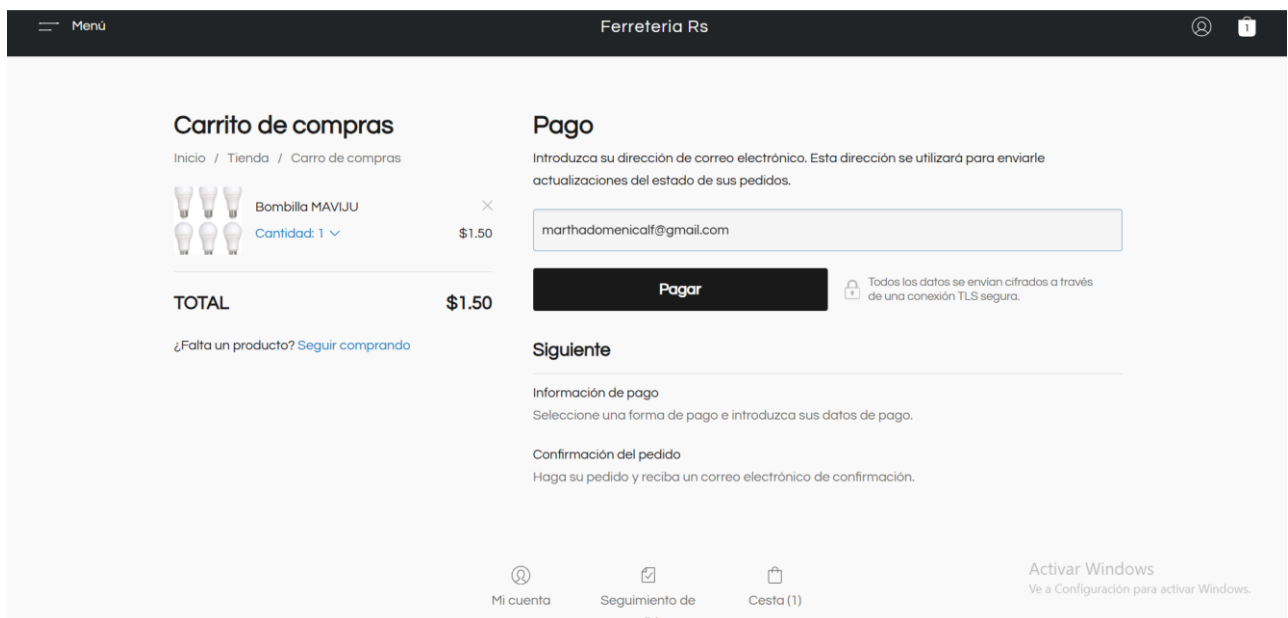 Menú
Ferreteria Rs
1
Carrito de compras
Inicio / Tienda / Carro de compras
Bombilla MAVIJU
Cantidad: 1
$1.50
TOTAL $1.50
¿Falta un producto? Seguir comprando
Pago
Introduzca su dirección de correo electrónico. Esta dirección se utilizará para enviarle
actualizaciones del estado de sus pedidos.
marthadomenicalf@gmail.com
Pagar
Todos los datos se envían cifrados a través
de una conexión TLS segura.
Siguiente
Información de pago
Seleccione una forma de pago e introduzca sus datos de pago.
Confirmación del pedido
Haga su pedido y reciba un correo electrónico de confirmación.
Mi cuenta
Seguimiento de
Cesta (1)
Activar Windows
Ve a Configuración para activar Windows.